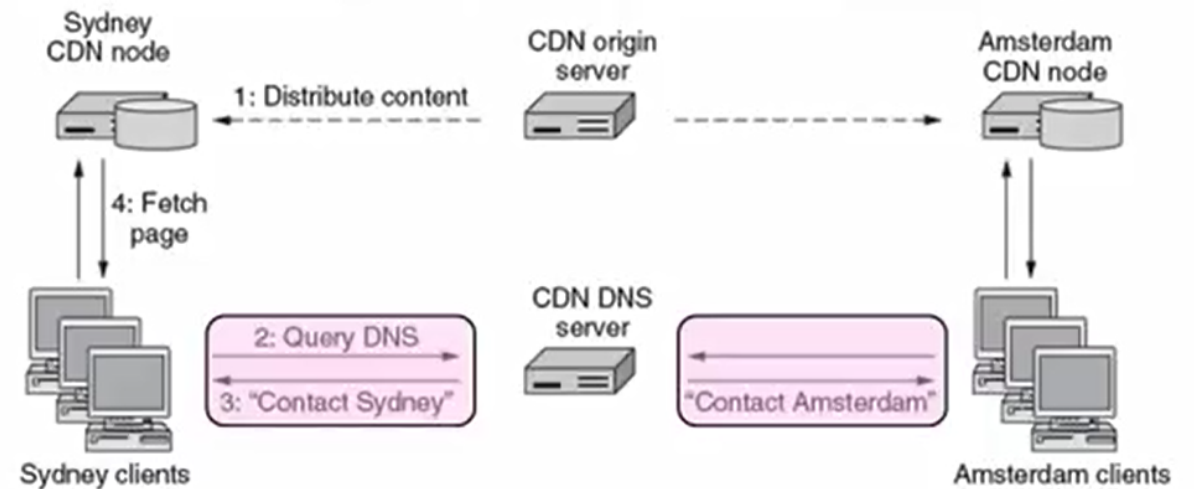 Sydney
CDN node
CDN origin
server
Amsterdam
CDN node
1: Distribute content
4: Fetch
page
CDN DNS
server
2: Query DNS
3: "Contact Sydney"
"Contact Amsterdam"
Sydney clients
Amsterdam clients